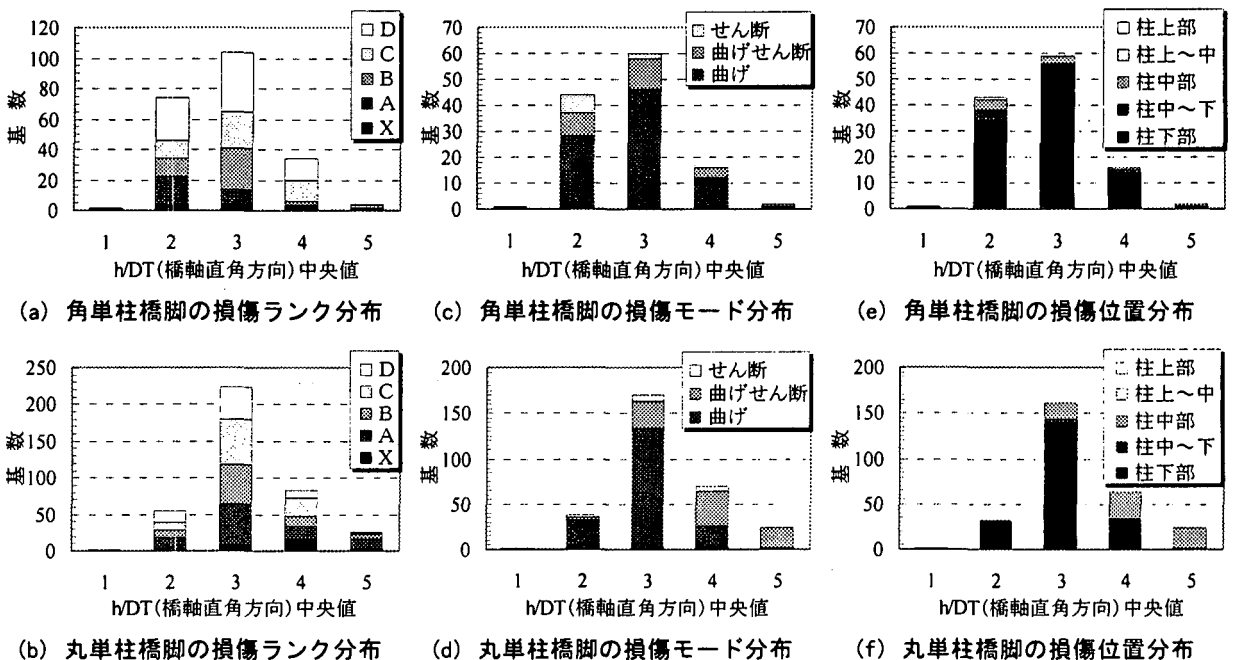 120
100
80
60
40
20
0
基数
D
C
B
A
X
1 2 3 4 5
h/DT(橋軸直角方向)中央値
(a) 角単柱橋脚の損傷ランク分布
70
60
50
40
30
20
10
0
基数
せん断
曲げせん断
曲げ
1 2 3 4 5
h/DT(橋軸直角方向)中央値
(c) 角単柱橋脚の損傷モード分布
70
60
50
40
30
20
10
0
基数
柱上部
柱上～中
柱中部
柱中～下
柱下部
1 2 3 4 5
h/DT(橋軸直角方向)中央値
(e) 角単柱橋脚の損傷位置分布
250
200
150
100
50
0
基数
D
C
B
A
X
1 2 3 4 5
h/DT(橋軸直角方向)中央値
(b) 丸単柱橋脚の損傷ランク分布
200
150
100
50
0
基数
せん断
曲げせん断
曲げ
1 2 3 4 5
h/DT(橋軸直角方向)中央値
(d) 丸単柱橋脚の損傷モード分布
200
150
100
50
0
基数
柱上部
柱上～中
柱中部
柱中～下
柱下部
1 2 3 4 5
h/DT(橋軸直角方向)中央値
(f) 丸単柱橋脚の損傷位置分布